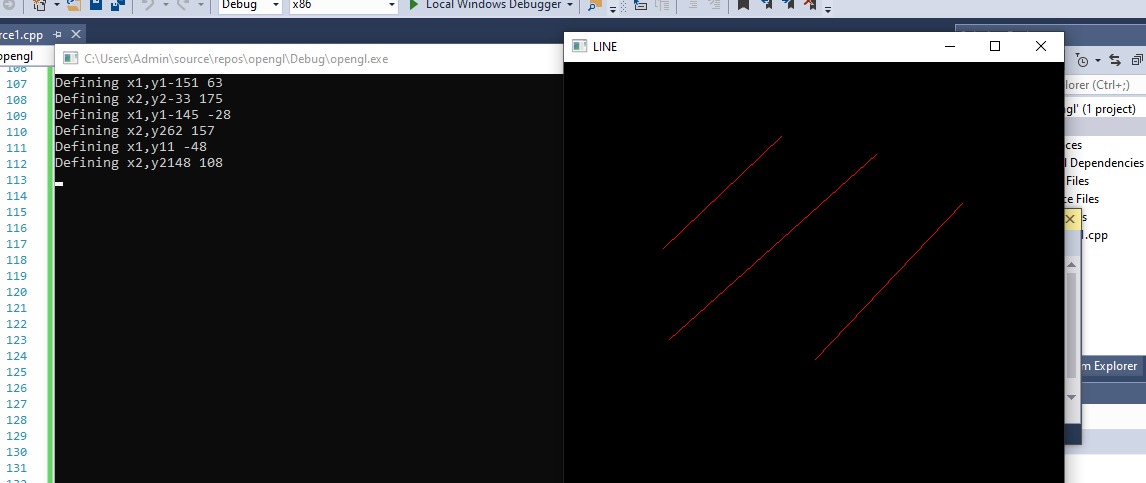 Debug x86 Local Windows Debugger
rce1.cpp
opengl
C:\Users\Admin\source\repos\opengl\Debug\opengl.exe
LINE
lorer (Ctrl+;)
gl' (1 project)
ces
l Dependencies
Files
ce Files
s
1.cpp
m Explorer
106
107
108
109
110
111
112
113
114
115
116
117
118
119
120
121
122
123
124
125
126
127
128
129
130
131
132
Defining x1,y1-151 63
Defining x2,y2-33 175
Defining x1,y1-145 -28
Defining x2,y262 157
Defining x1,y11 -48
Defining x2,y2148 108